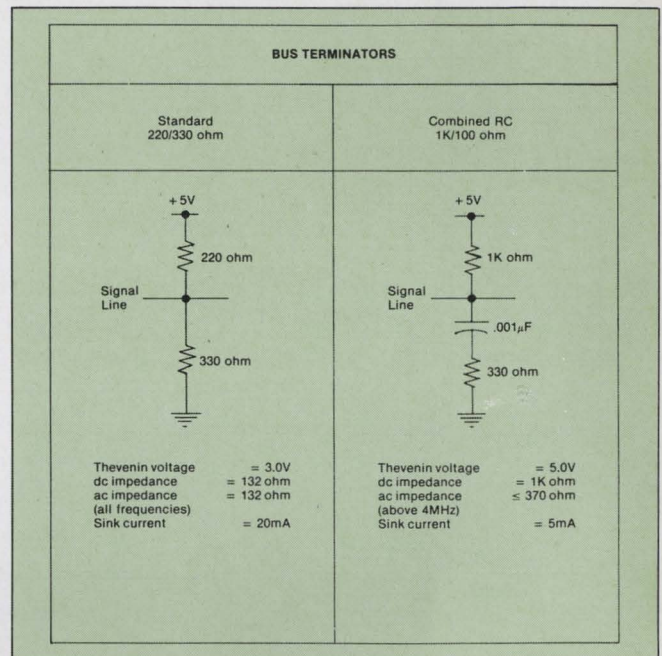 BUS TERMINATORS
Standard
220/330 ohm
Combined RC
1K/100 ohm
+ 5V
220 ohm
Signal
Line
330 ohm
+ 5V
1K ohm
Signal
Line
.001μF
330 ohm
Thevenin voltage = 3.0V
dc impedance = 132 ohm
ac impedance = 132 ohm
(all frequencies)
Sink current = 20mA
Thevenin voltage = 5.0V
dc impedance = 1K ohm
ac impedance ≤ 370 ohm
(above 4MHz)
Sink current = 5mA